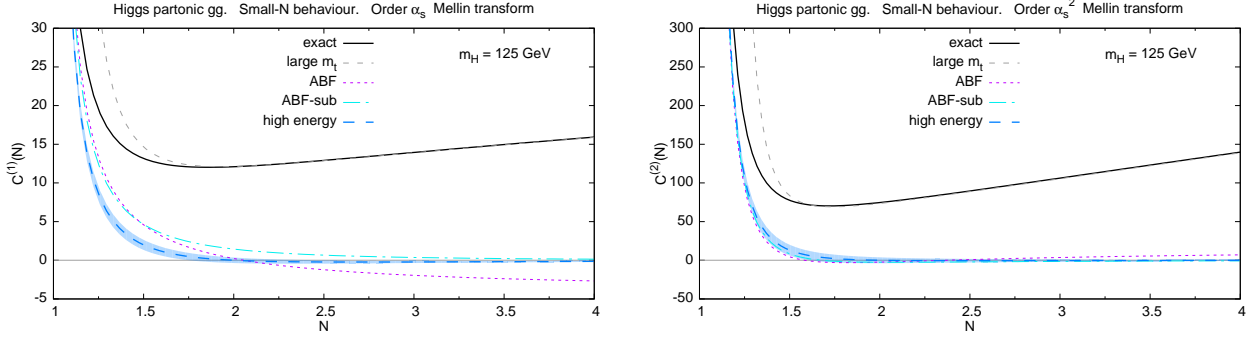 Higgs partonic gg. Small-N behaviour. Order αs Mellin transform
30
25
20
15
10
5
0
-5
C(1)(N)
exact
large mt
ABF
ABF-sub
high energy
mH = 125 GeV
1 1.5 2 2.5 3 3.5 4
N
Higgs partonic gg. Small-N behaviour. Order αs2 Mellin transform
300
250
200
150
100
50
0
-50
C(2)(N)
exact
large mt
ABF
ABF-sub
high energy
mH = 125 GeV
1 1.5 2 2.5 3 3.5 4
N